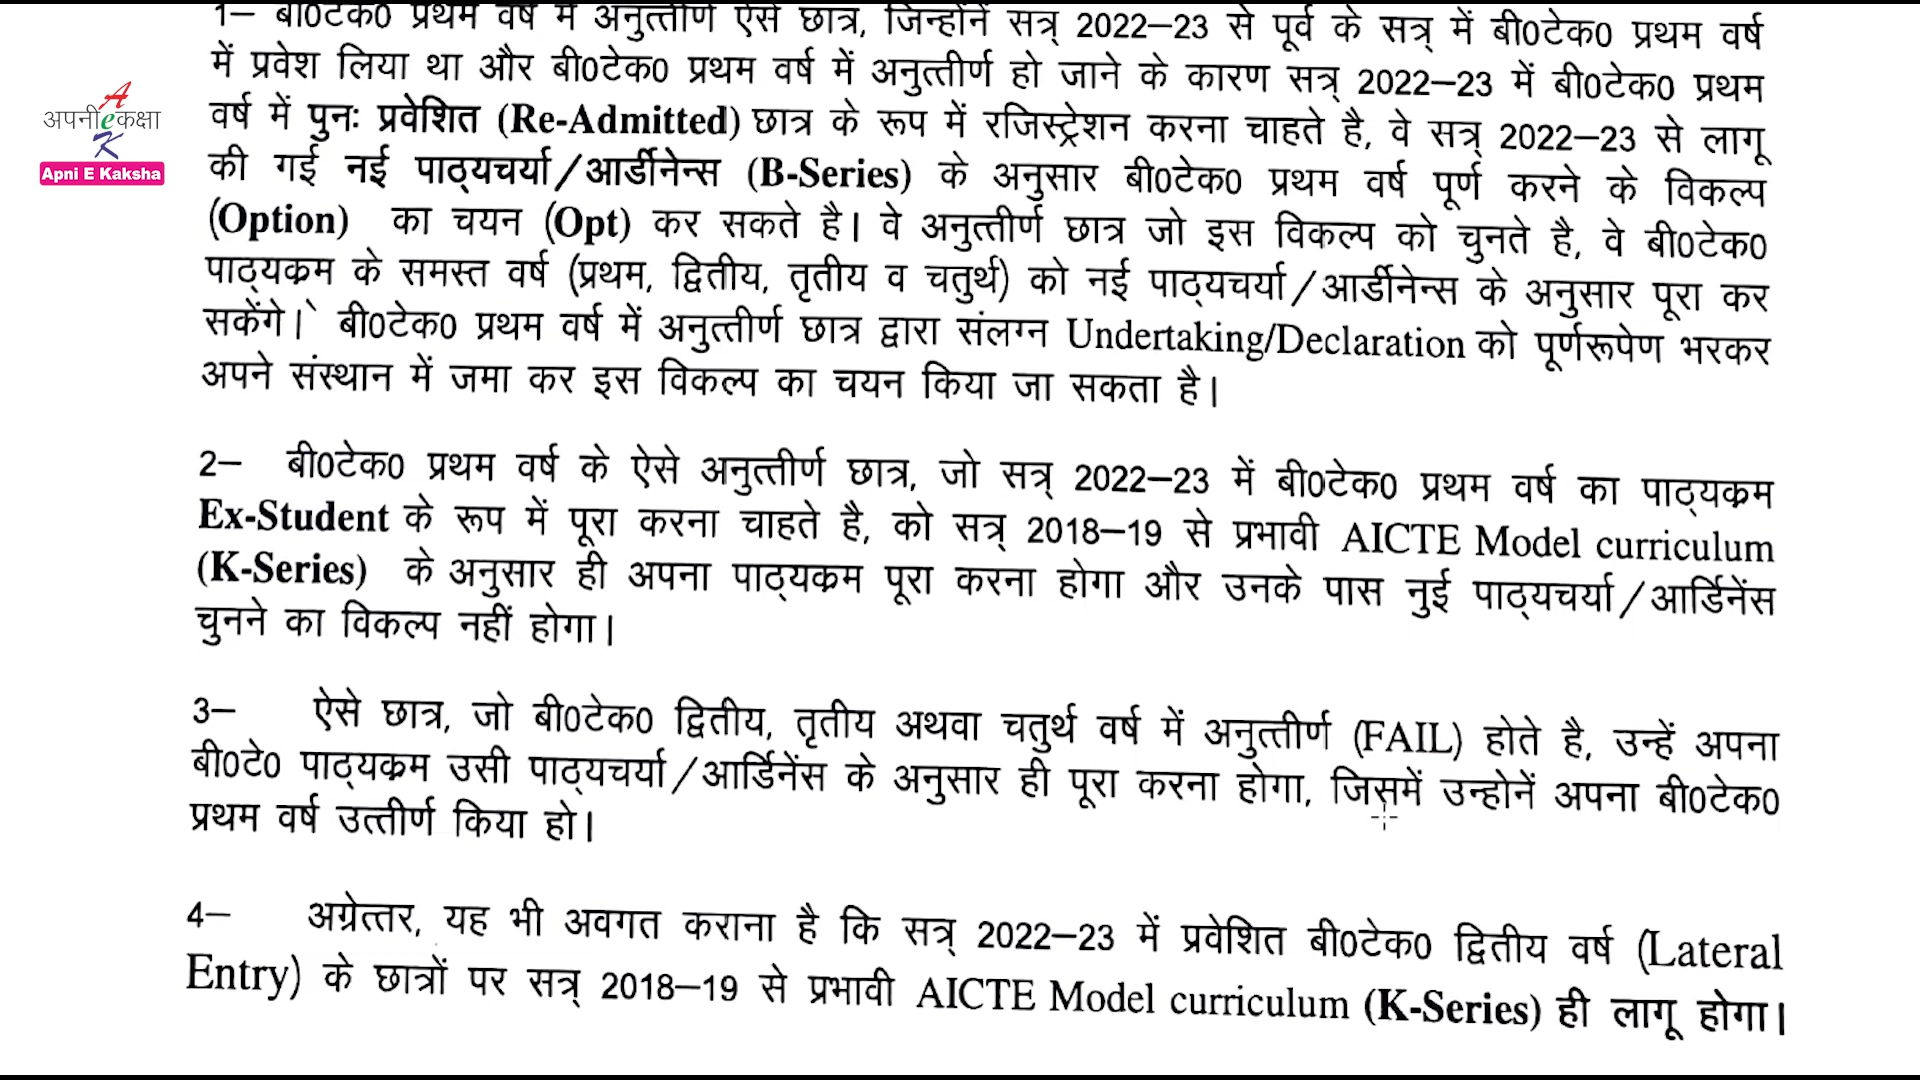 1— बी0टेक0 प्रथम वर्ष में अनुत्तीर्ण ऐसे छात्र, जिन्होनें सत्र् 2022—23 से पूर्व के सत्र् में बी0टेक0 प्रथम वर्ष
में प्रवेश लिया था और बी0टेक0 प्रथम वर्ष में अनुत्तीर्ण हो जाने के कारण सत्र् 2022—23 में बी0टेक0 प्रथम
वर्ष में पुनः प्रवेशित (Re-Admitted) छात्र के रूप में रजिस्ट्रेशन करना चाहते है, वे सत्र् 2022—23 से लागू
की गई नई पाठ्यचर्या/आर्डीनेन्स (B-Series) के अनुसार बी0टेक0 प्रथम वर्ष पूर्ण करने के विकल्प
(Option) का चयन (Opt) कर सकते है। वे अनुत्तीर्ण छात्र जो इस विकल्प को चुनते है, वे बी0टेक0
पाठ्यक्रम के समस्त वर्ष (प्रथम, द्वितीय, तृतीय व चतुर्थ) को नई पाठ्यचर्या/आर्डीनेन्स के अनुसार पूरा कर
सकेंगे। बी0टेक0 प्रथम वर्ष में अनुत्तीर्ण छात्र द्वारा संलग्न Undertaking/Declaration को पूर्णरूपेण भरकर
अपने संस्थान में जमा कर इस विकल्प का चयन किया जा सकता है।
अपनी e कक्षा
A
K
Apni E Kaksha
2— बी0टेक0 प्रथम वर्ष के ऐसे अनुत्तीर्ण छात्र, जो सत्र् 2022—23 में बी0टेक0 प्रथम वर्ष का पाठ्यक्रम
Ex-Student के रूप में पूरा करना चाहते है, को सत्र् 2018—19 से प्रभावी AICTE Model curriculum
(K-Series) के अनुसार ही अपना पाठ्यक्रम पूरा करना होगा और उनके पास नुई पाठ्यचर्या/आर्डिनेंस
चुनने का विकल्प नहीं होगा।
3— ऐसे छात्र, जो बी0टेक0 द्वितीय, तृतीय अथवा चतुर्थ वर्ष में अनुत्तीर्ण (FAIL) होते है, उन्हें अपना
बी0टे0 पाठ्यक्रम उसी पाठ्यचर्या/आर्डिनेंस के अनुसार ही पूरा करना होगा, जिसमें उन्होनें अपना बी0टेक0
प्रथम वर्ष उत्तीर्ण किया हो।
4— अग्रेत्तर, यह भी अवगत कराना है कि सत्र् 2022—23 में प्रवेशित बी0टेक0 द्वितीय वर्ष (Lateral
Entry) के छात्रों पर सत्र् 2018—19 से प्रभावी AICTE Model curriculum (K-Series) ही लागू होगा।